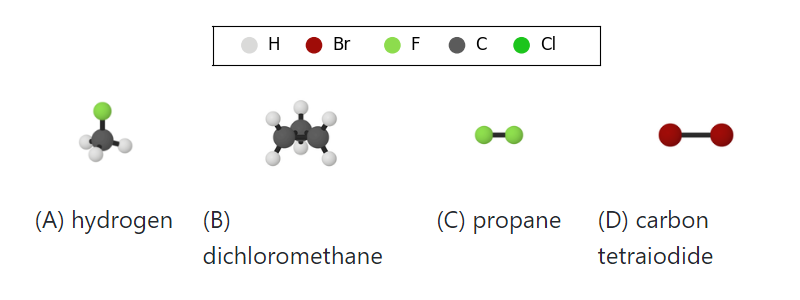 H Br F C Cl
(A) hydrogen (B) (C) propane (D) carbon
dichloromethane tetraiodide